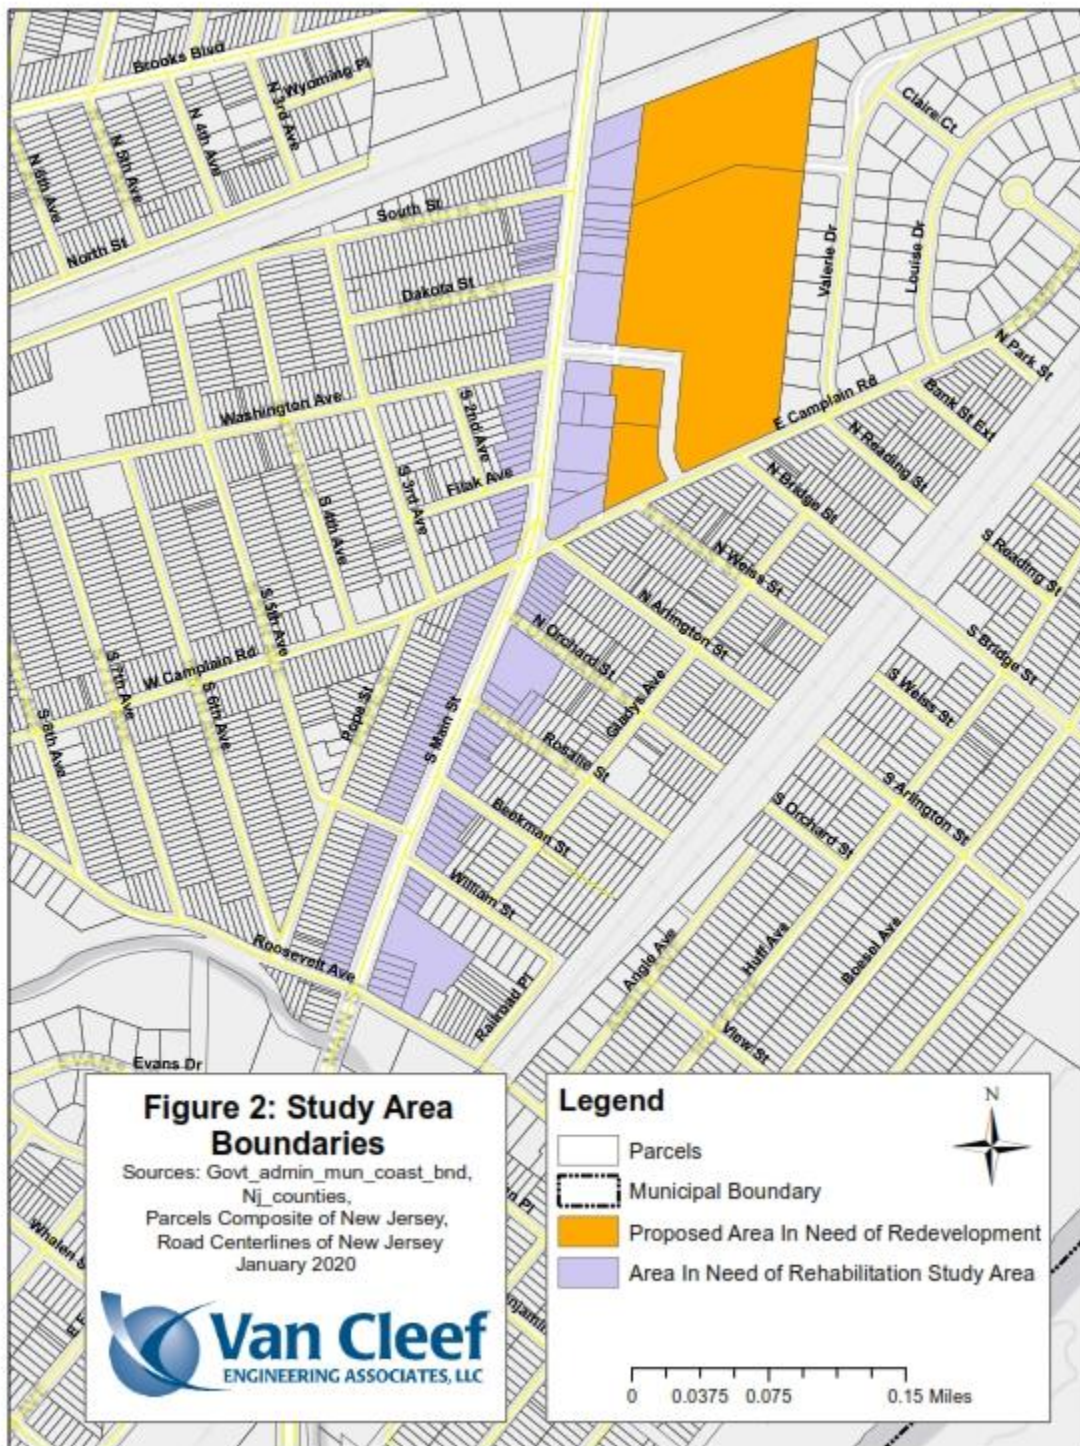 Brooks Blvd
Wyoming Pl
N 3rd Ave
N 4th Ave
N 5th Ave
N 6th Ave
North St
South St
Dakota St
Claire Ct
Valerie Dr
Louise Dr
N Park St
Bank St Ext
E Camplain Rd
N Reading St
N Bridge St
Washington Ave
S 2nd Ave
Filak Ave
S 3rd Ave
S 4th Ave
S 5th Ave
N Weiss St
N Arlington St
N Orchard St
Gladys Ave
S Reading St
S Bridge St
S Weiss St
S Arlington St
S Orchard St
W Camplain Rd
S 6th Ave
S 7th Ave
S 8th Ave
Pope St
S Main St
Rosalie St
Beekman St
William St
Roosevelt Ave
Railroad Pl
Angle Ave
Huff Ave
Boesel Ave
View St
Evans Dr
Whalen S
Figure 2: Study Area
Boundaries
Sources: Govt_admin_mun_coast_bnd,
Nj_counties,
Parcels Composite of New Jersey,
Road Centerlines of New Jersey
January 2020
Van Cleef
ENGINEERING ASSOCIATES, LLC
Legend
N
Parcels
Municipal Boundary
Proposed Area In Need of Redevelopment
Area In Need of Rehabilitation Study Area
0 0.0375 0.075 0.15 Miles